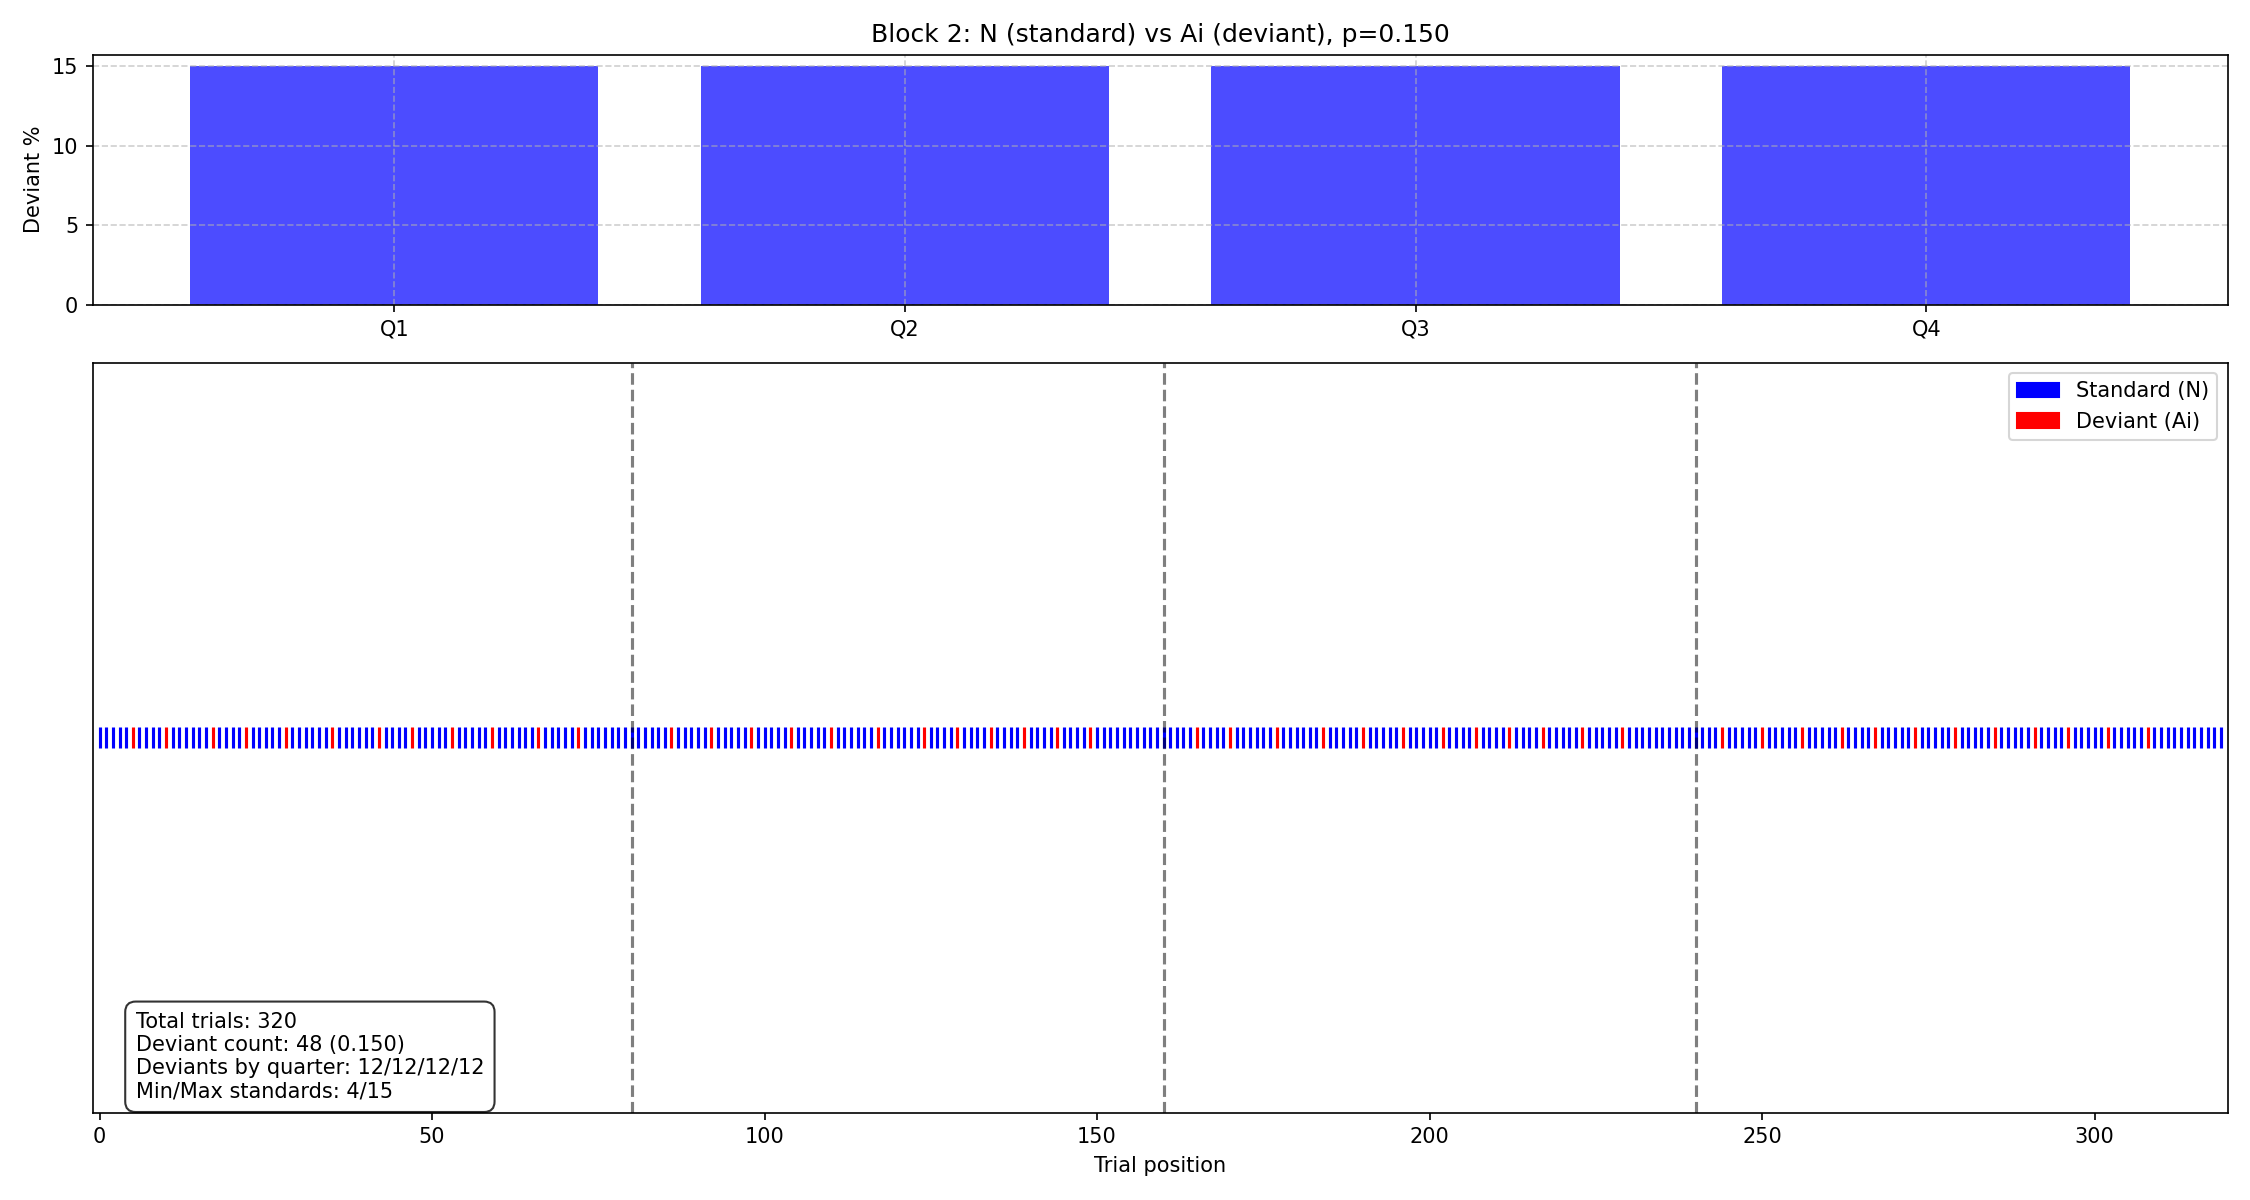 Block 2: N (standard) vs Ai (deviant), p=0.150
Deviant %
15
10
5
0
Q1 Q2 Q3 Q4
Standard (N)
Deviant (Ai)
Total trials: 320
Deviant count: 48 (0.150)
Deviants by quarter: 12/12/12/12
Min/Max standards: 4/15
0 50 100 150 200 250 300
Trial position